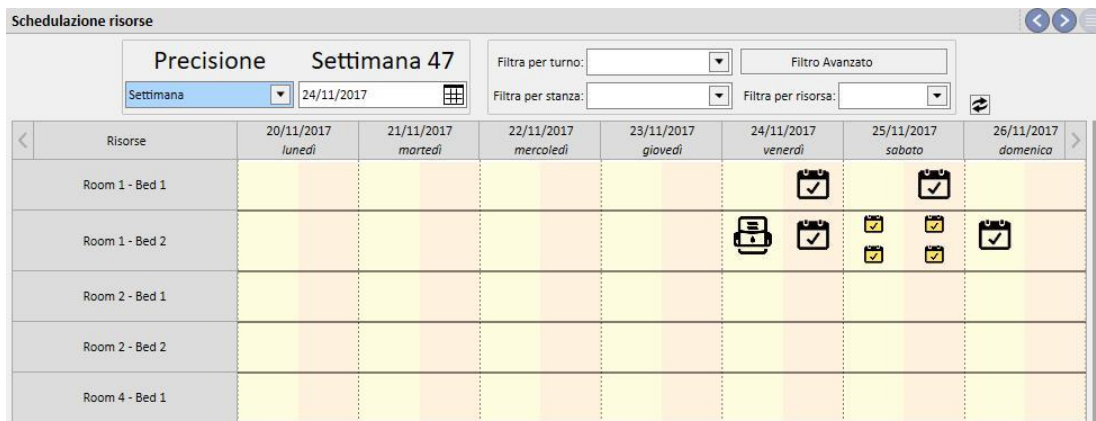 Schedulazione risorse
Precisione Settimana 47
Settimana 24/11/2017
Filtra per turno: Filtro Avanzato
Filtra per stanza: Filtra per risorsa:
Risorse 20/11/2017 21/11/2017 22/11/2017 23/11/2017 24/11/2017 25/11/2017 26/11/2017
lunedì martedì mercoledì giovedì venerdì sabato domenica
Room 1 - Bed 1
Room 1 - Bed 2
Room 2 - Bed 1
Room 2 - Bed 2
Room 4 - Bed 1